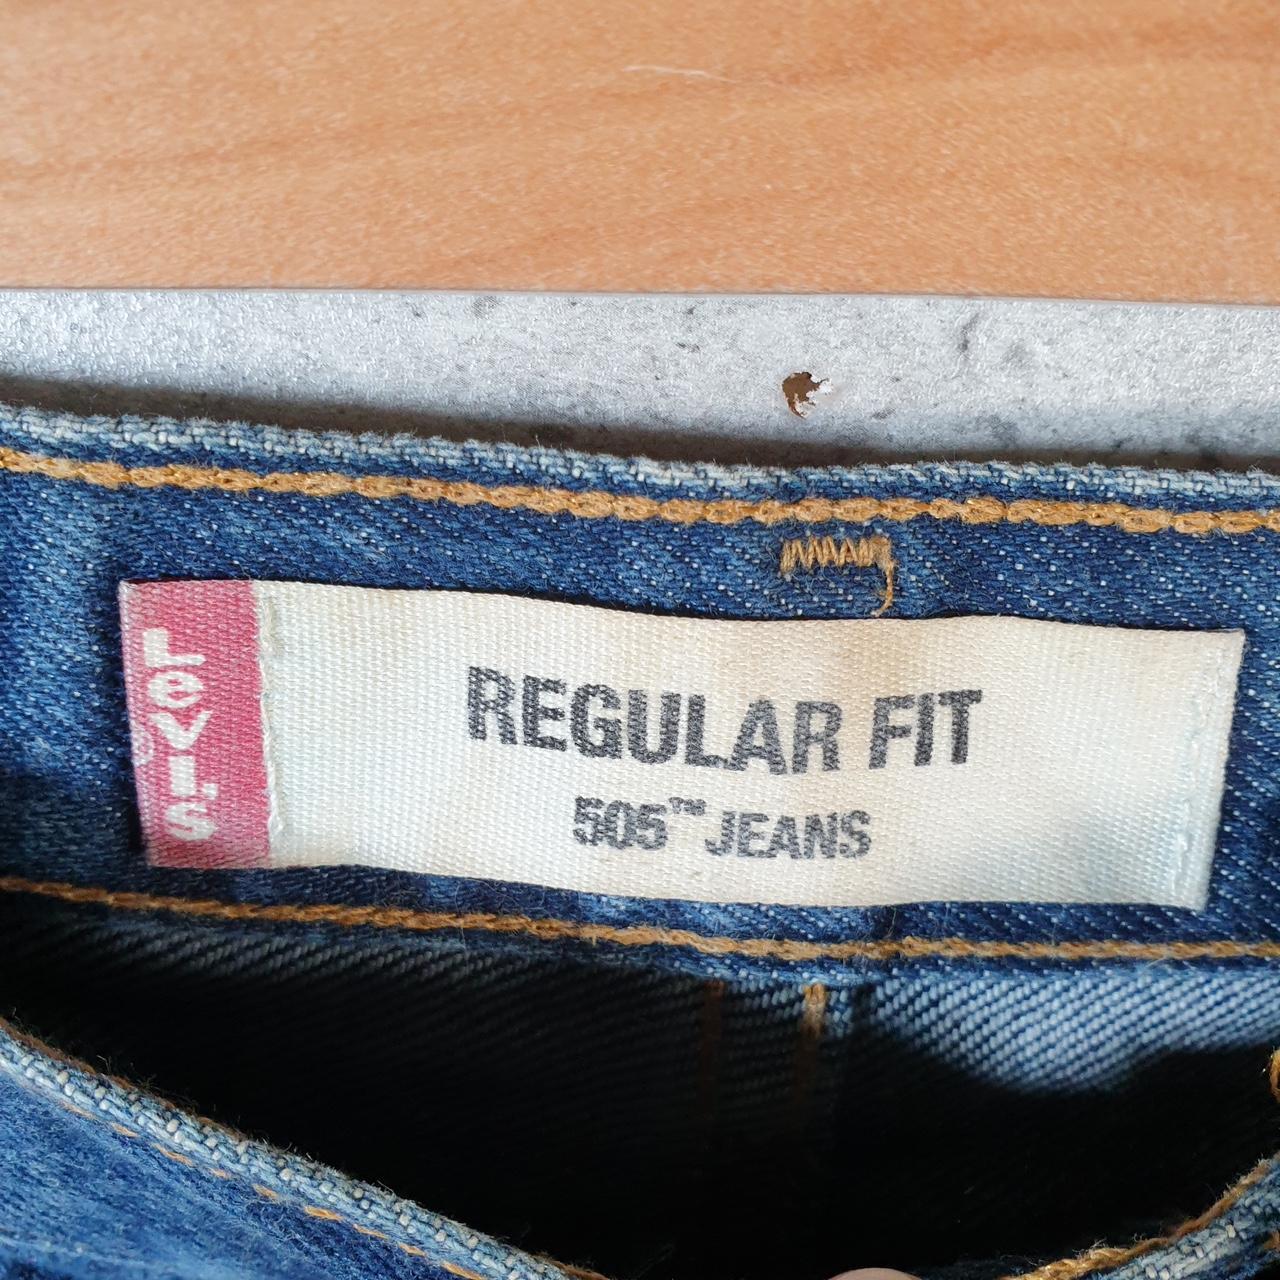 Levi's
®
REGULAR FIT
505™ JEANS